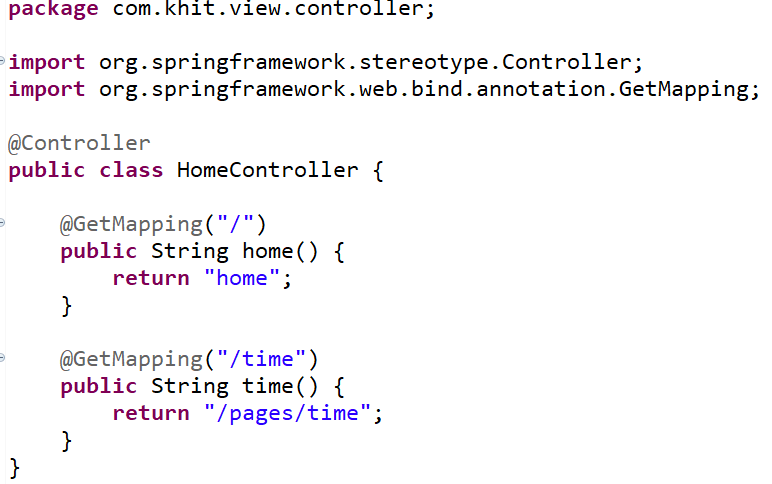 package com.khit.view.controller;
import org.springframework.stereotype.Controller;
import org.springframework.web.bind.annotation.GetMapping;
@Controller
public class HomeController {
@GetMapping("/")
public String home() {
return "home";
}
@GetMapping("/time")
public String time() {
return "/pages/time";
}
}